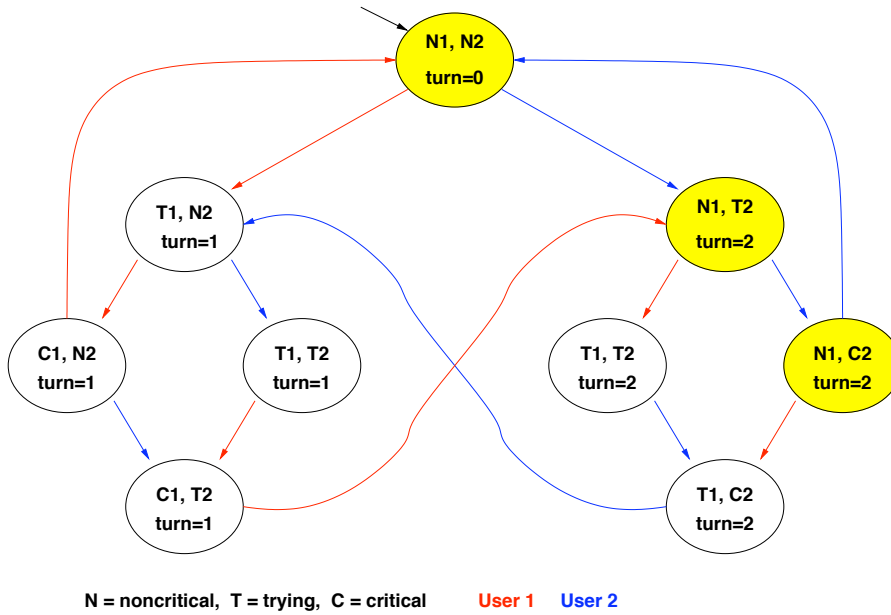 N1, N2
turn=0
T1, N2
turn=1
N1, T2
turn=2
C1, N2
turn=1
T1, T2
turn=1
T1, T2
turn=2
N1, C2
turn=2
C1, T2
turn=1
T1, C2
turn=2
N = noncritical, T = trying, C = critical User 1 User 2